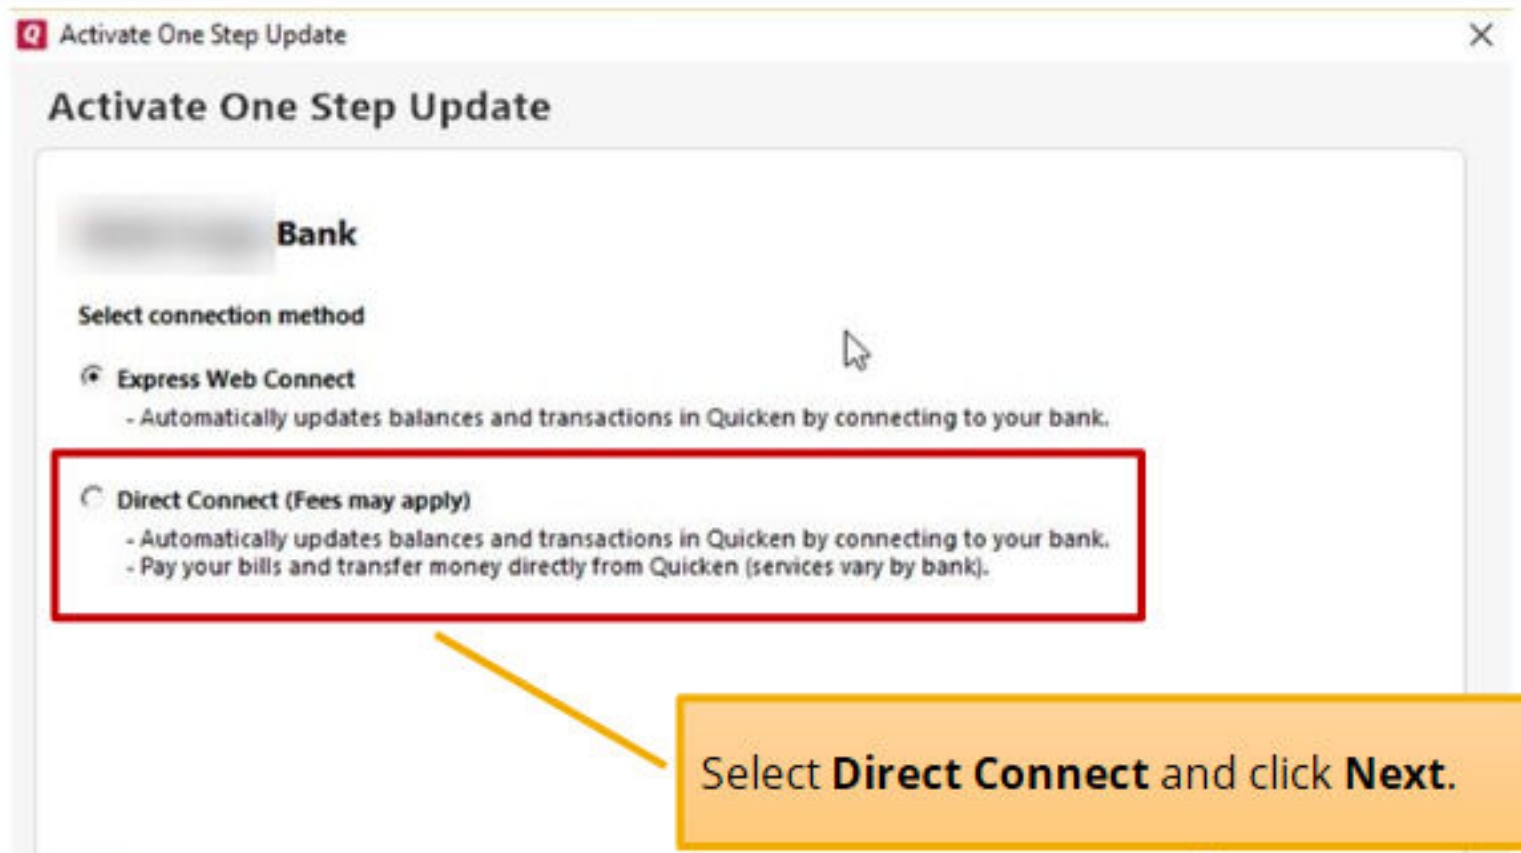 Activate One Step Update
Activate One Step Update
Bank
Select connection method
Express Web Connect
- Automatically updates balances and transactions in Quicken by connecting to your bank.
Direct Connect (Fees may apply)
- Automatically updates balances and transactions in Quicken by connecting to your bank.
- Pay your bills and transfer money directly from Quicken (services vary by bank).
Select Direct Connect and click Next.